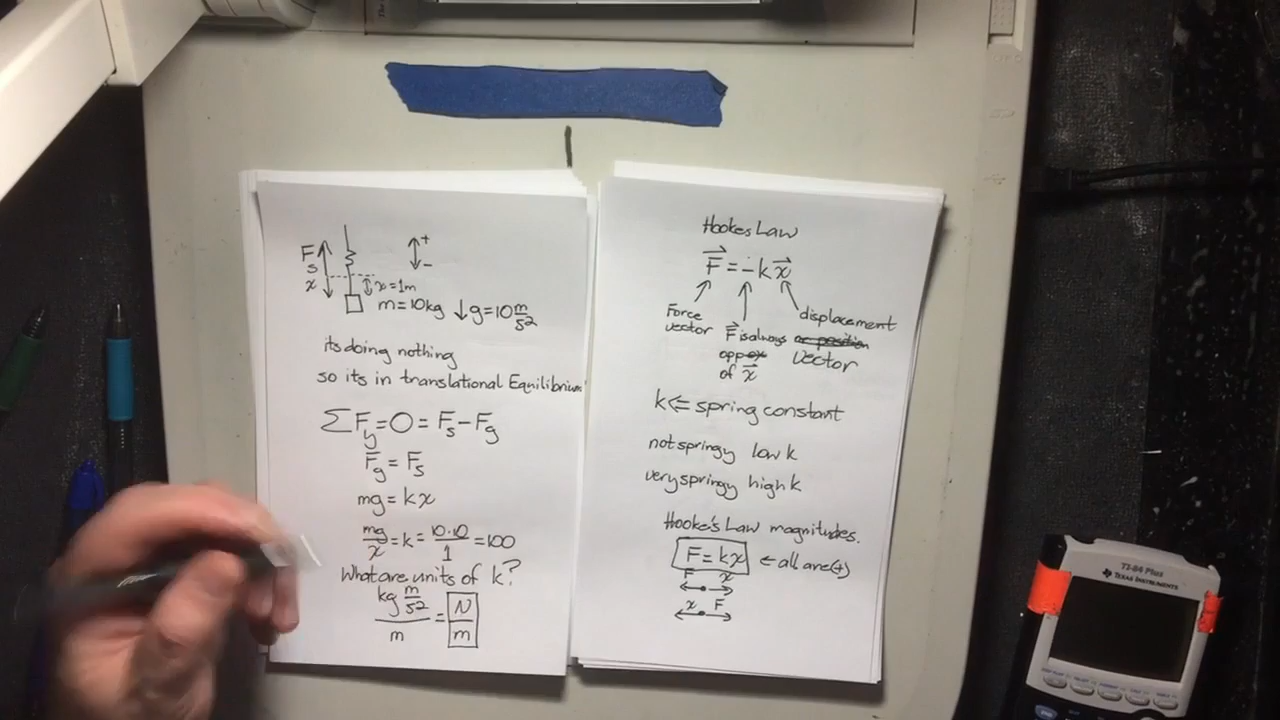 F
s
x
+
-
x=1m
m=10kg ↓g=10 m/s²
its doing nothing
so its in translational Equilibrium
ΣFy=0=Fs-Fg
Fg=Fs
mg=kx
mg/x=k=10·10/1=100
What are units of k?
kg m/s² / m = N/m
Hookes Law
F⃗=-kx⃗
Force
vector
F⃗ is always
opp
of x⃗
displacement
or position
vector
k⇐spring constant
not springy low k
very springy high k
Hooke's Law magnitudes.
F=kx ← all are (+)
F x
x F
TI-84 Plus
TEXAS INSTRUMENTS